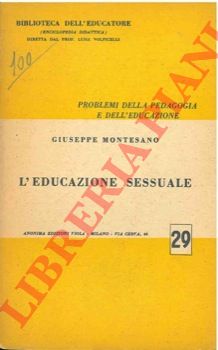 BIBLIOTECA DELL'EDUCATORE
(ENCICLOPEDIA DIDATTICA)
DIRETTA DAL PROF. LUIGI VOLPICELLI
100
PROBLEMI DELLA PEDAGOGIA
E DELL'EDUCAZIONE
GIUSEPPE MONTESANO
L'EDUCAZIONE SESSUALE
29
ANONIMA EDIZIONI VIOLA - MILANO - VIA CERVA, 40
LIBRERIA PIANI